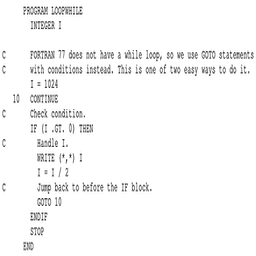 PROGRAM LOOPWHILE
INTEGER I
C FORTRAN 77 does not have a while loop, so we use GOTO statements
C with conditions instead. This is one of two easy ways to do it.
I = 1024
10 CONTINUE
C Check condition.
IF (I .GT. 0) THEN
C Handle I.
WRITE (*,*) I
I = I / 2
C Jump back to before the IF block.
GOTO 10
ENDIF
STOP
END